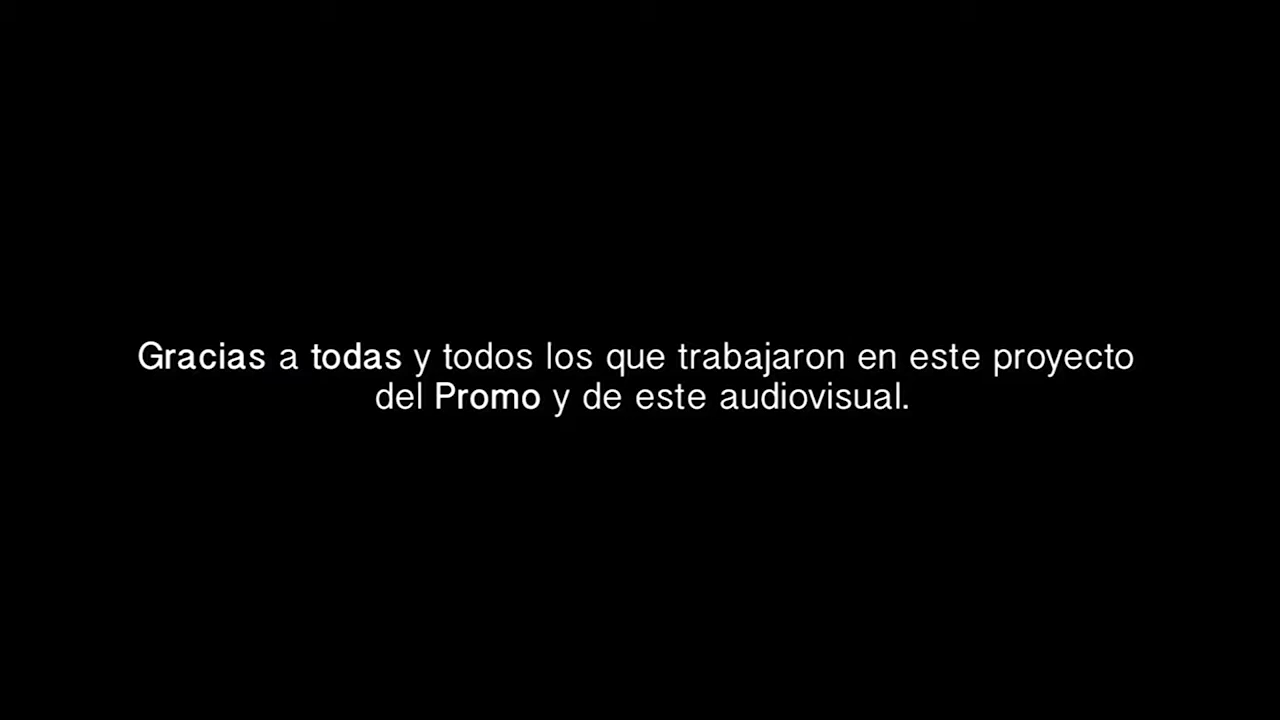 Gracias a todas y todos los que trabajaron en este proyecto
del Promo y de este audiovisual.